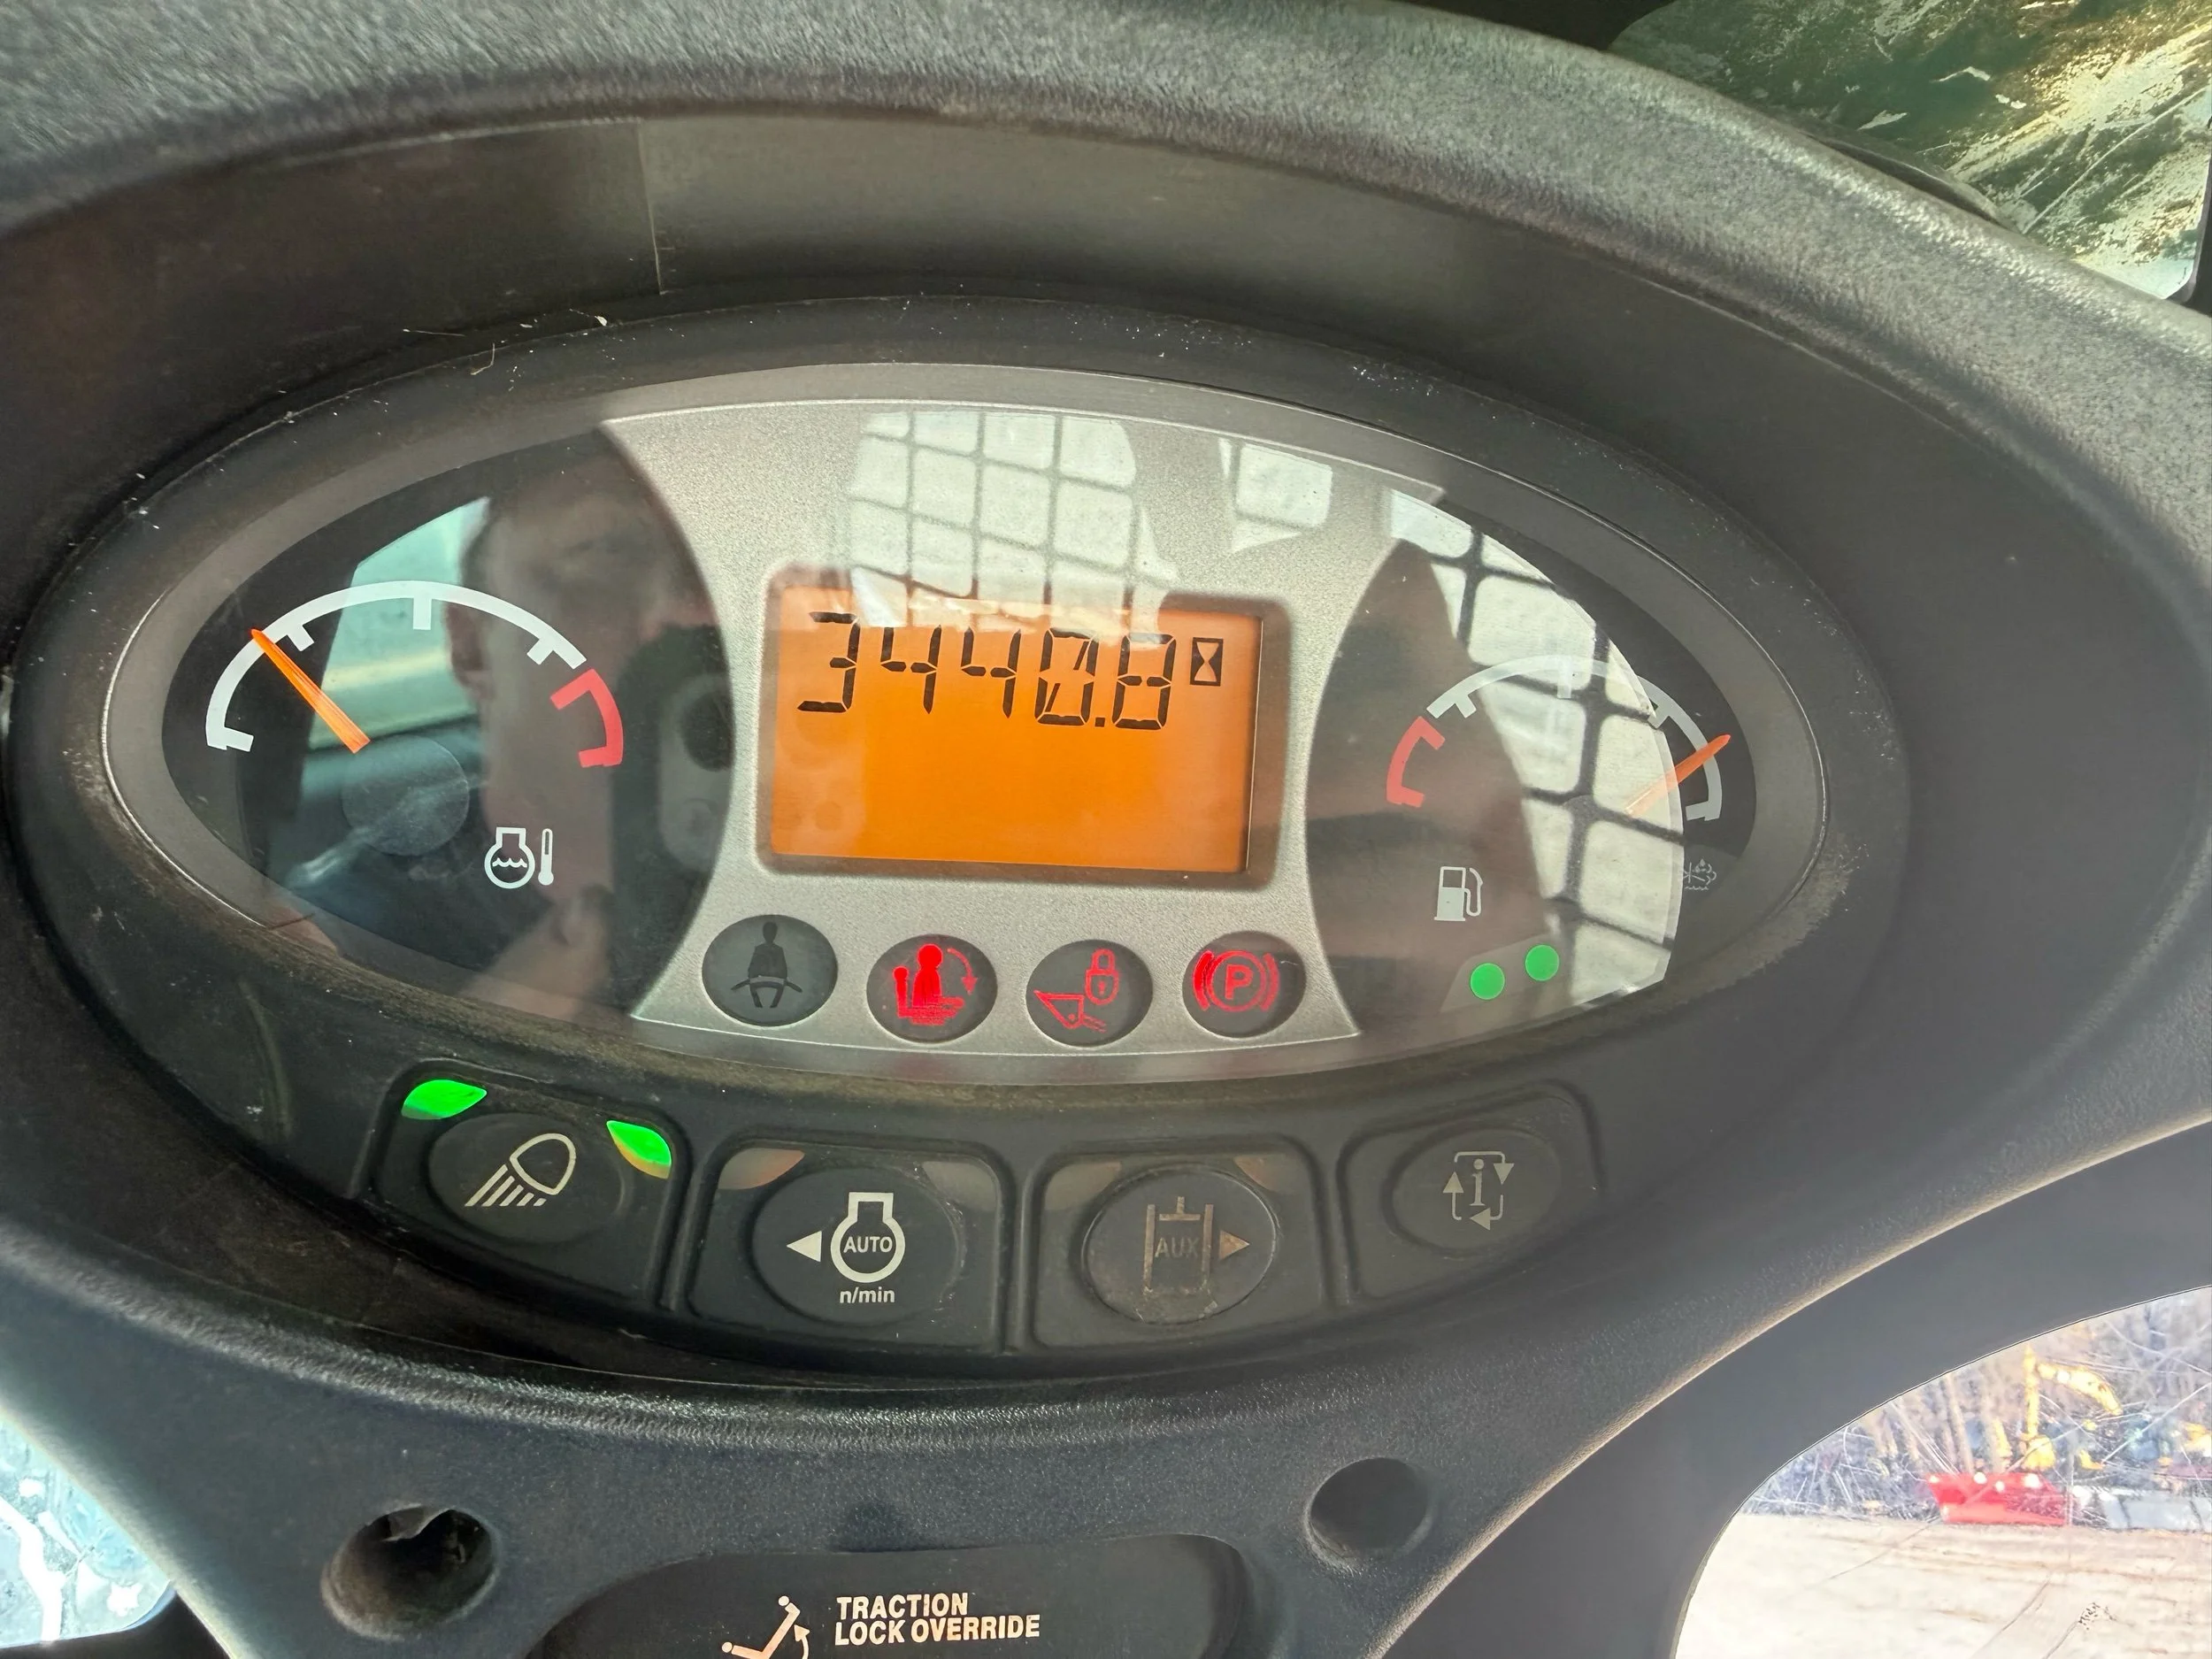 3440.8
P
AUTO
n/min
AUX
i
TRACTION
LOCK OVERRIDE